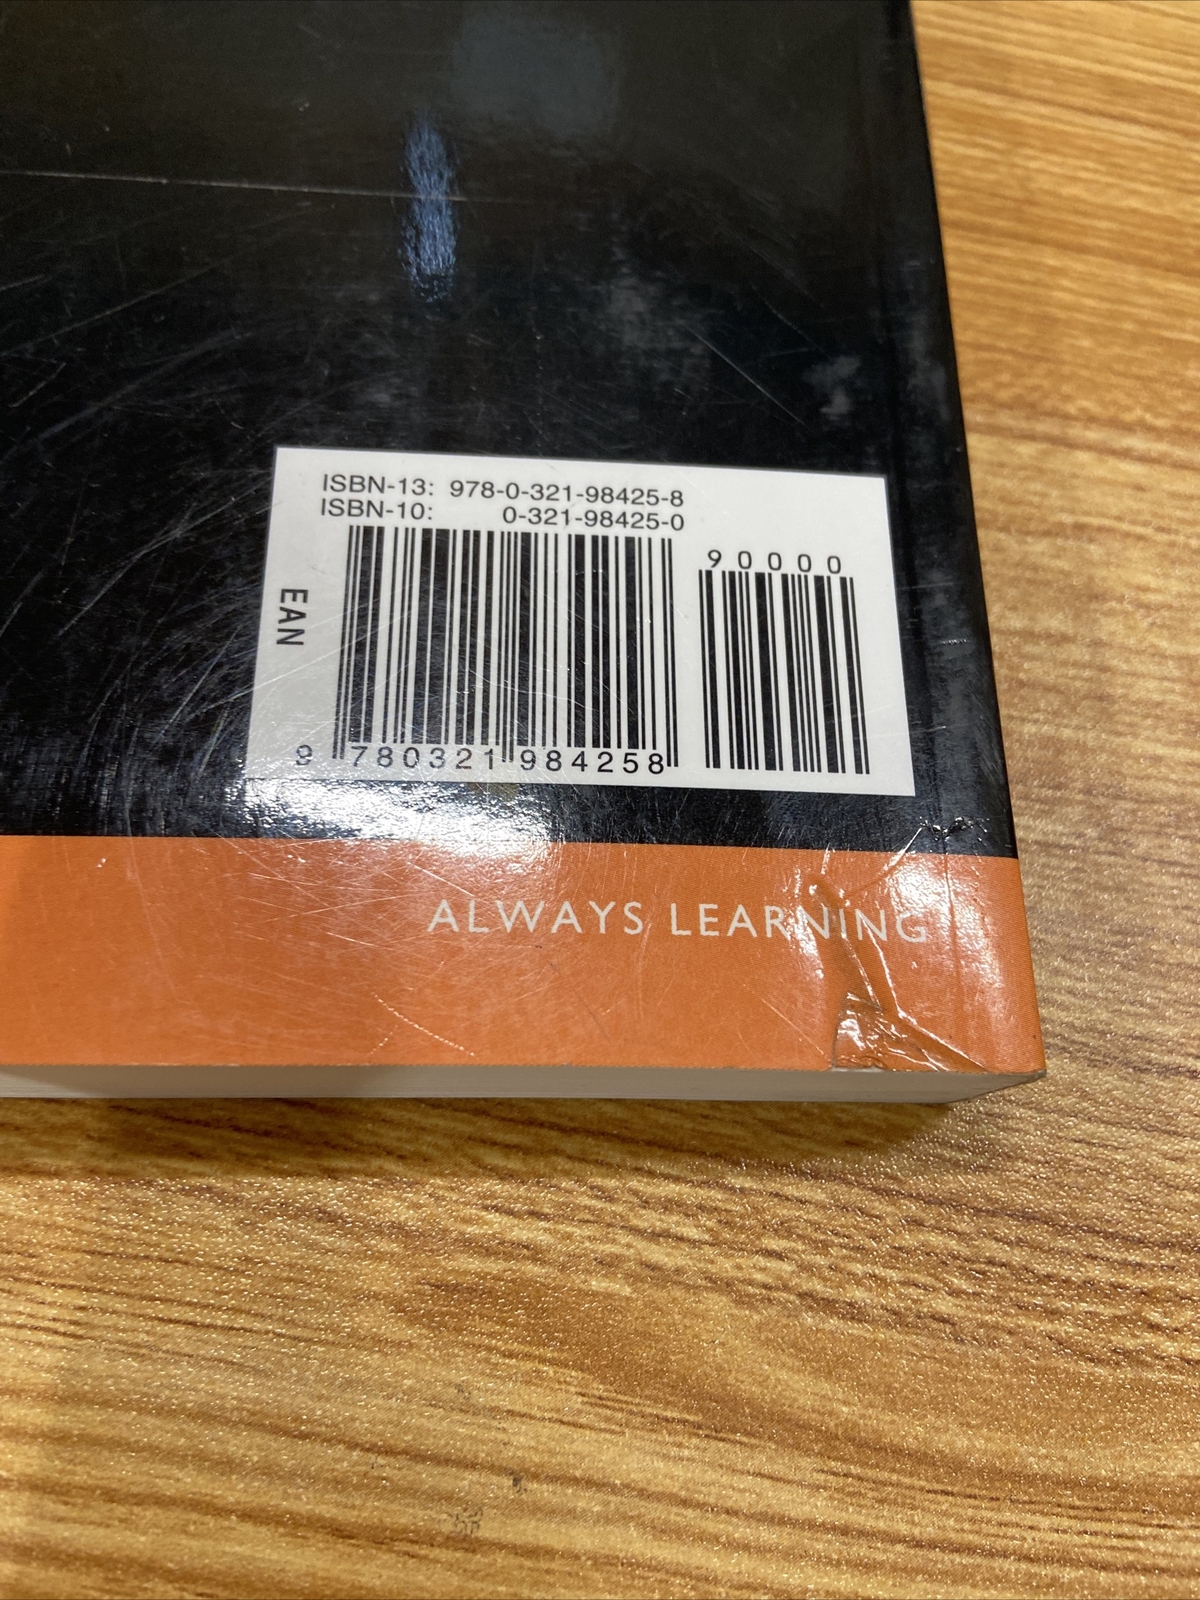 ISBN-13: 978-0-321-98425-8
ISBN-10: 0-321-98425-0
90000
EAN
9 780321 984258
ALWAYS LEARNING